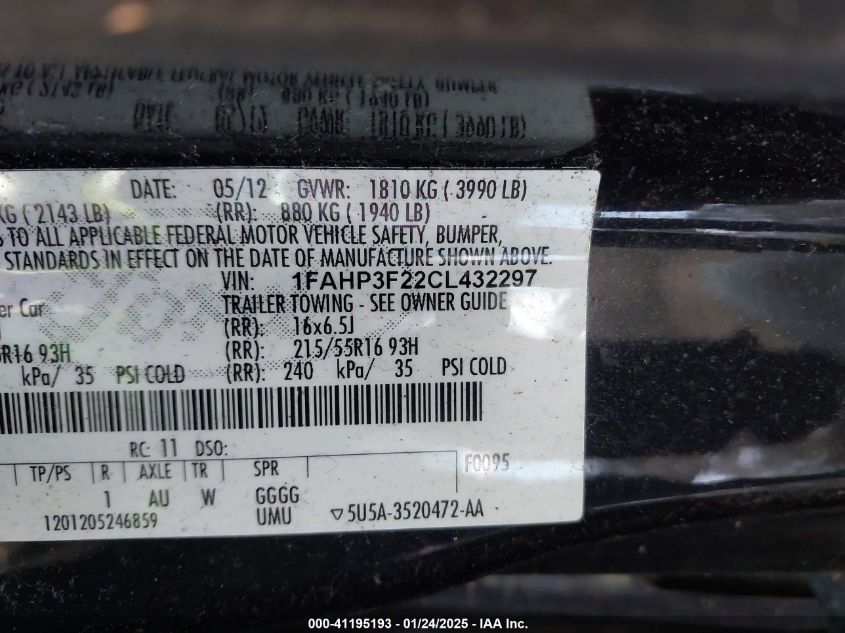 DATE: 05/12 GVWR: 1810 KG ( 3990 LB)
KG ( 2143 LB) (RR): 880 KG ( 1940 LB)
S TO ALL APPLICABLE FEDERAL MOTOR VEHICLE SAFETY, BUMPER,
STANDARDS IN EFFECT ON THE DATE OF MANUFACTURE SHOWN ABOVE.
VIN: 1FAHP3F22CL432297
er Car TRAILER TOWING - SEE OWNER GUIDE
(RR): 16x6.5J
R16 93H (RR): 215/55R16 93H
kPa/ 35 PSI COLD (RR): 240 kPa/ 35 PSI COLD
RC: 11 DSO:
TP/PS R AXLE TR SPR F0095
1 AU W GGGG
1201205246859 UMU ▽5U5A-3520472-AA
000-41195193 - 01/24/2025 - IAA Inc.